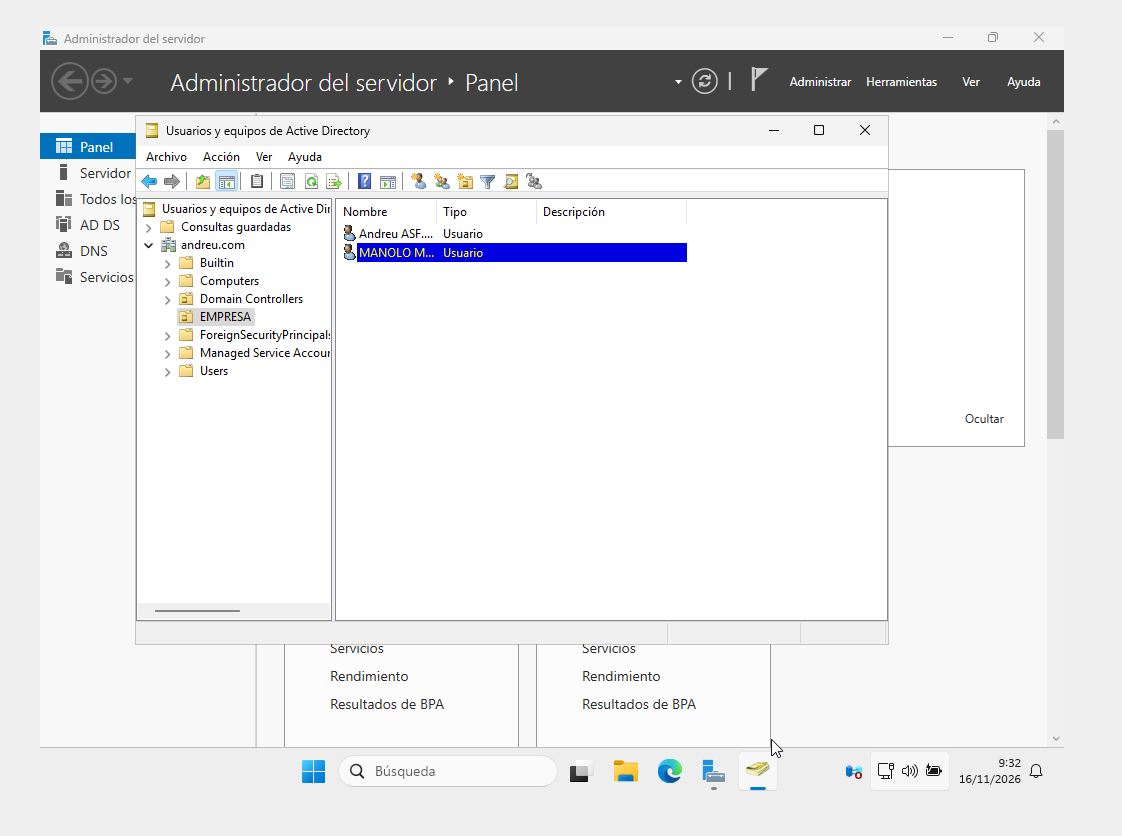 Administrador del servidor
Administrador del servidor Panel
Administrar Herramientas Ver Ayuda
Panel
Servidor
Todos los
AD DS
DNS
Servicios
Usuarios y equipos de Active Directory
Archivo Acción Ver Ayuda
Usuarios y equipos de Active Dir
Consultas guardadas
andreu.com
Builtin
Computers
Domain Controllers
EMPRESA
ForeignSecurityPrincipals
Managed Service Accour
Users
Nombre Tipo Descripción
Andreu ASF.... Usuario
MANOLO M... Usuario
Ocultar
Servicios
Rendimiento
Resultados de BPA
Servicios
Rendimiento
Resultados de BPA
Búsqueda
9:32
16/11/2026